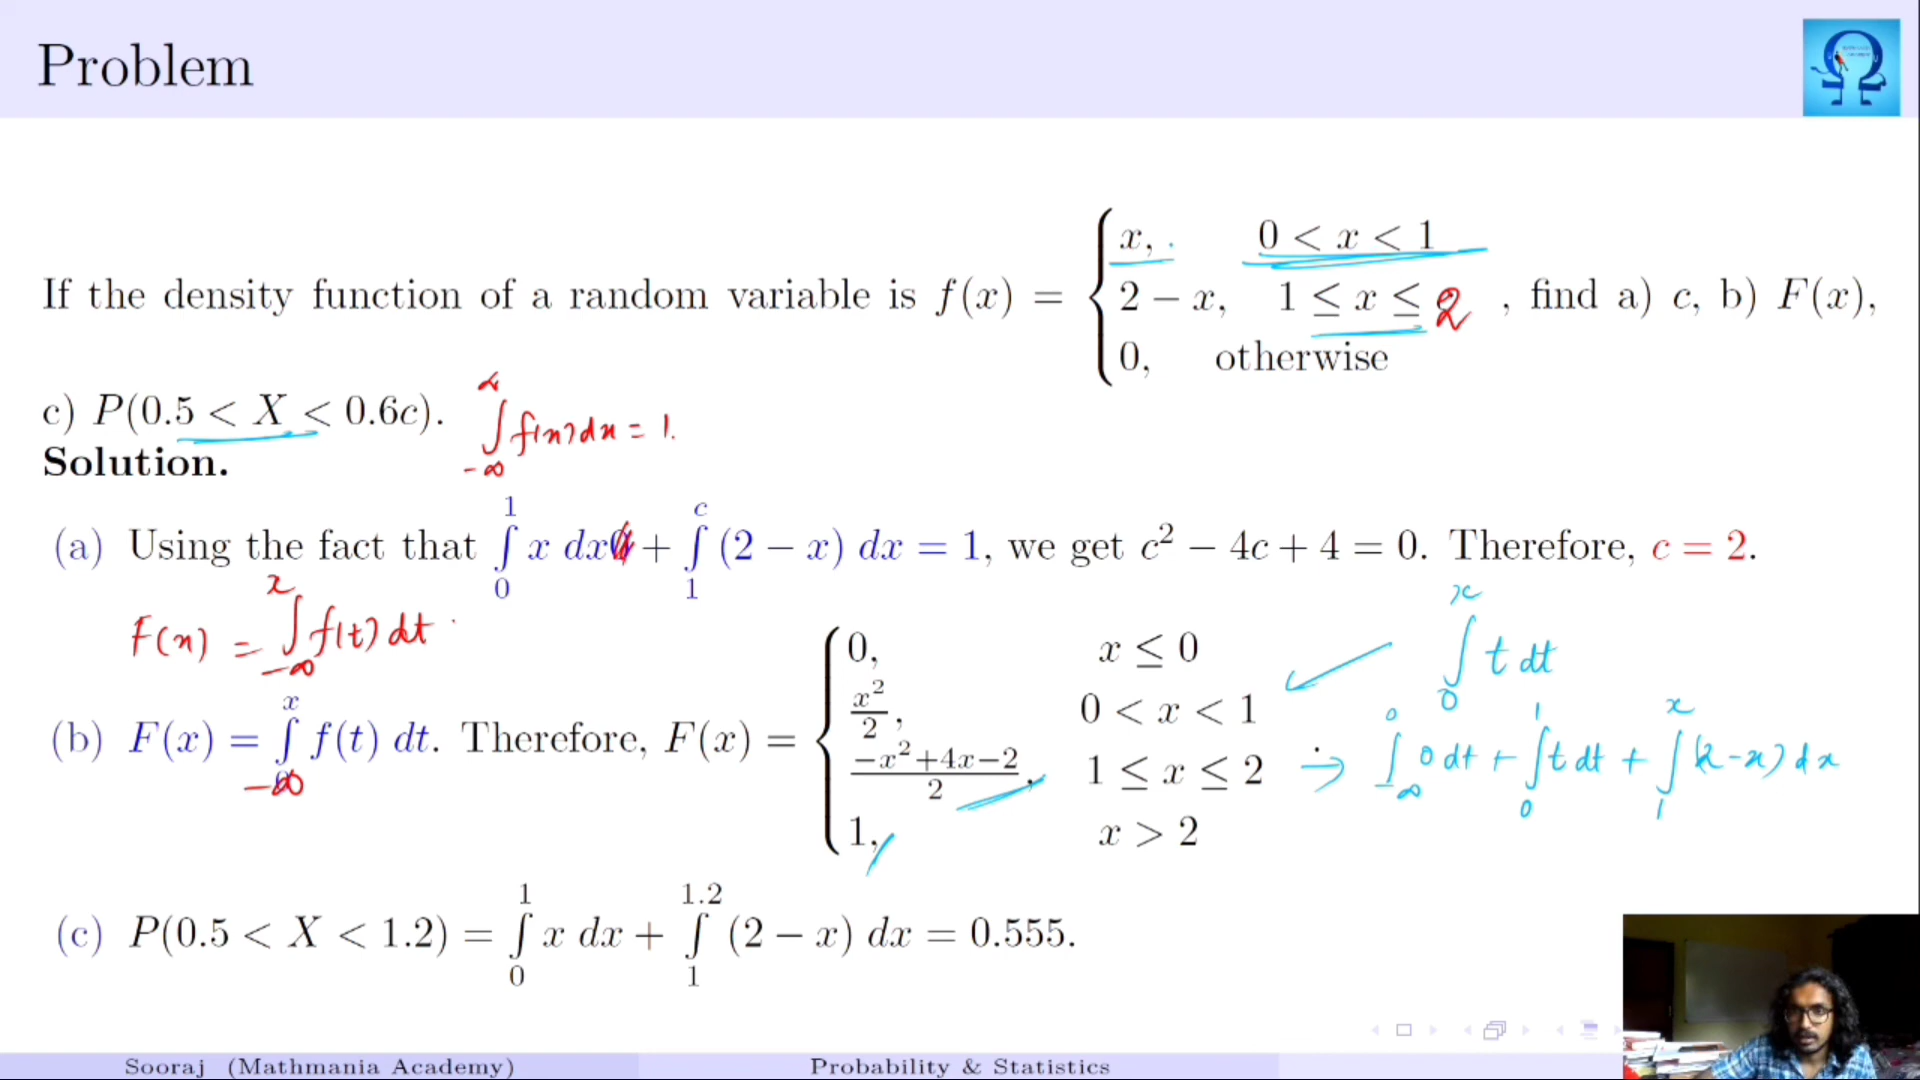 Problem
If the density function of a random variable is f(x) = { x, 0 < x < 1
2 − x, 1 ≤ x ≤ 2
0, otherwise , find a) c, b) F(x),
c) P(0.5 < X < 0.6c). ∫_{-∞}^{∞} f(x)dx = 1.
Solution.
(a) Using the fact that ∫_0^1 x dx + ∫_1^c (2 − x) dx = 1, we get c² − 4c + 4 = 0. Therefore, c = 2.
F(x) = ∫_{-∞}^x f(t) dt
(b) F(x) = ∫_{-∞}^x f(t) dt. Therefore, F(x) = { 0, x ≤ 0
x²/2, 0 < x < 1 ∫_0^x t dt
(−x²+4x−2)/2, 1 ≤ x ≤ 2 ⇒ ∫_{-∞}^0 0 dt + ∫_0^1 t dt + ∫_1^x (2-x) dx
1, x > 2
(c) P(0.5 < X < 1.2) = ∫_0^1 x dx + ∫_1^{1.2} (2 − x) dx = 0.555.
Sooraj (Mathmania Academy) Probability & Statistics